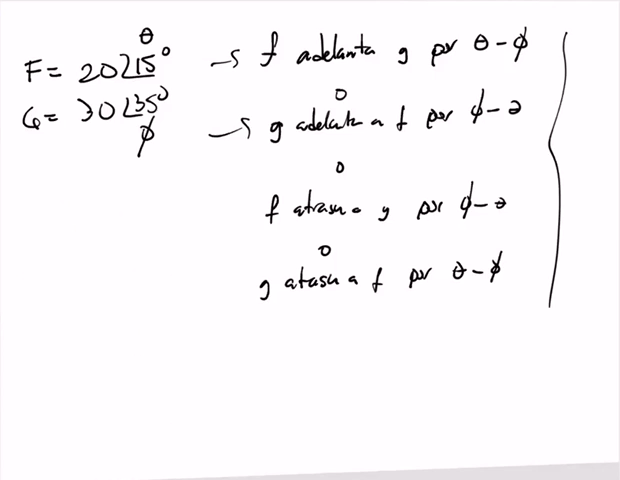 θ
F = 20∠15° → f adelanta g por θ - ϕ
G = 30∠35° o
ϕ → g adelanta a f por ϕ - θ
o
f atrasa a g por ϕ - θ
o
g atrasa a f por θ - ϕ